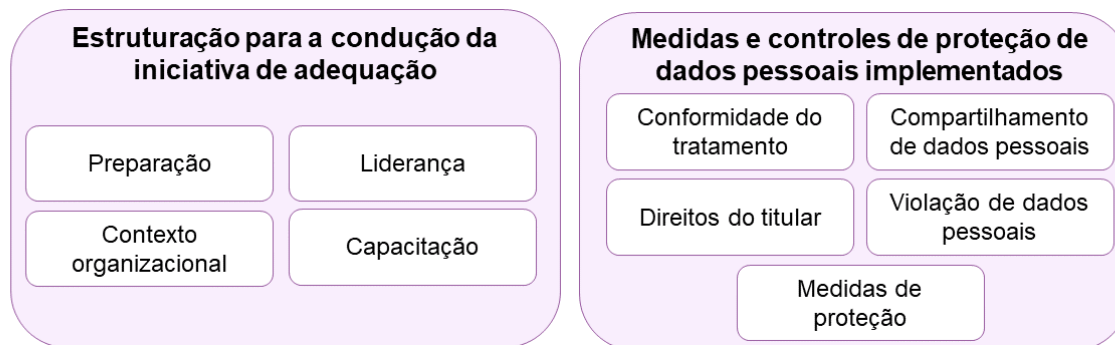 Estruturação para a condução da
iniciativa de adequação
Preparação
Liderança
Contexto
organizacional
Capacitação
Medidas e controles de proteção de
dados pessoais implementados
Conformidade do
tratamento
Compartilhamento
de dados pessoais
Direitos do titular
Violação de dados
pessoais
Medidas de
proteção